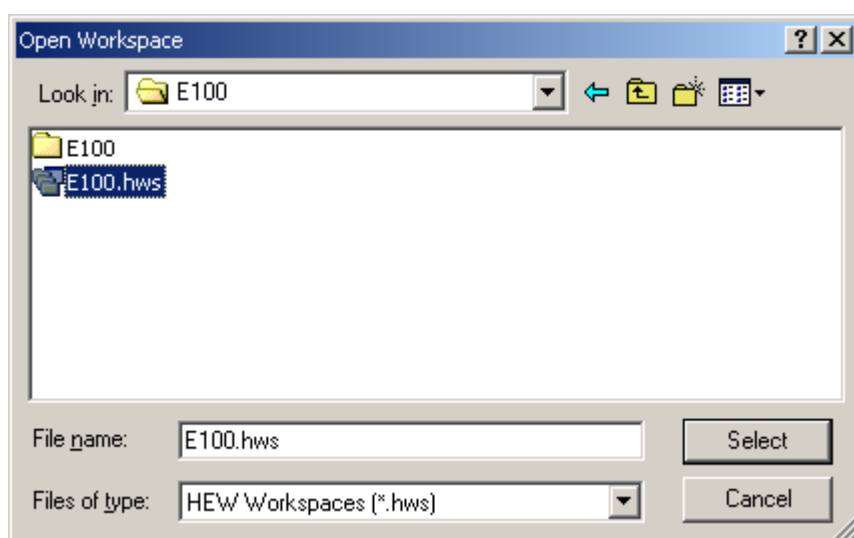 Open Workspace
Look in: E100
E100
E100.hws
File name: E100.hws Select
Files of type: HEW Workspaces (*.hws) Cancel